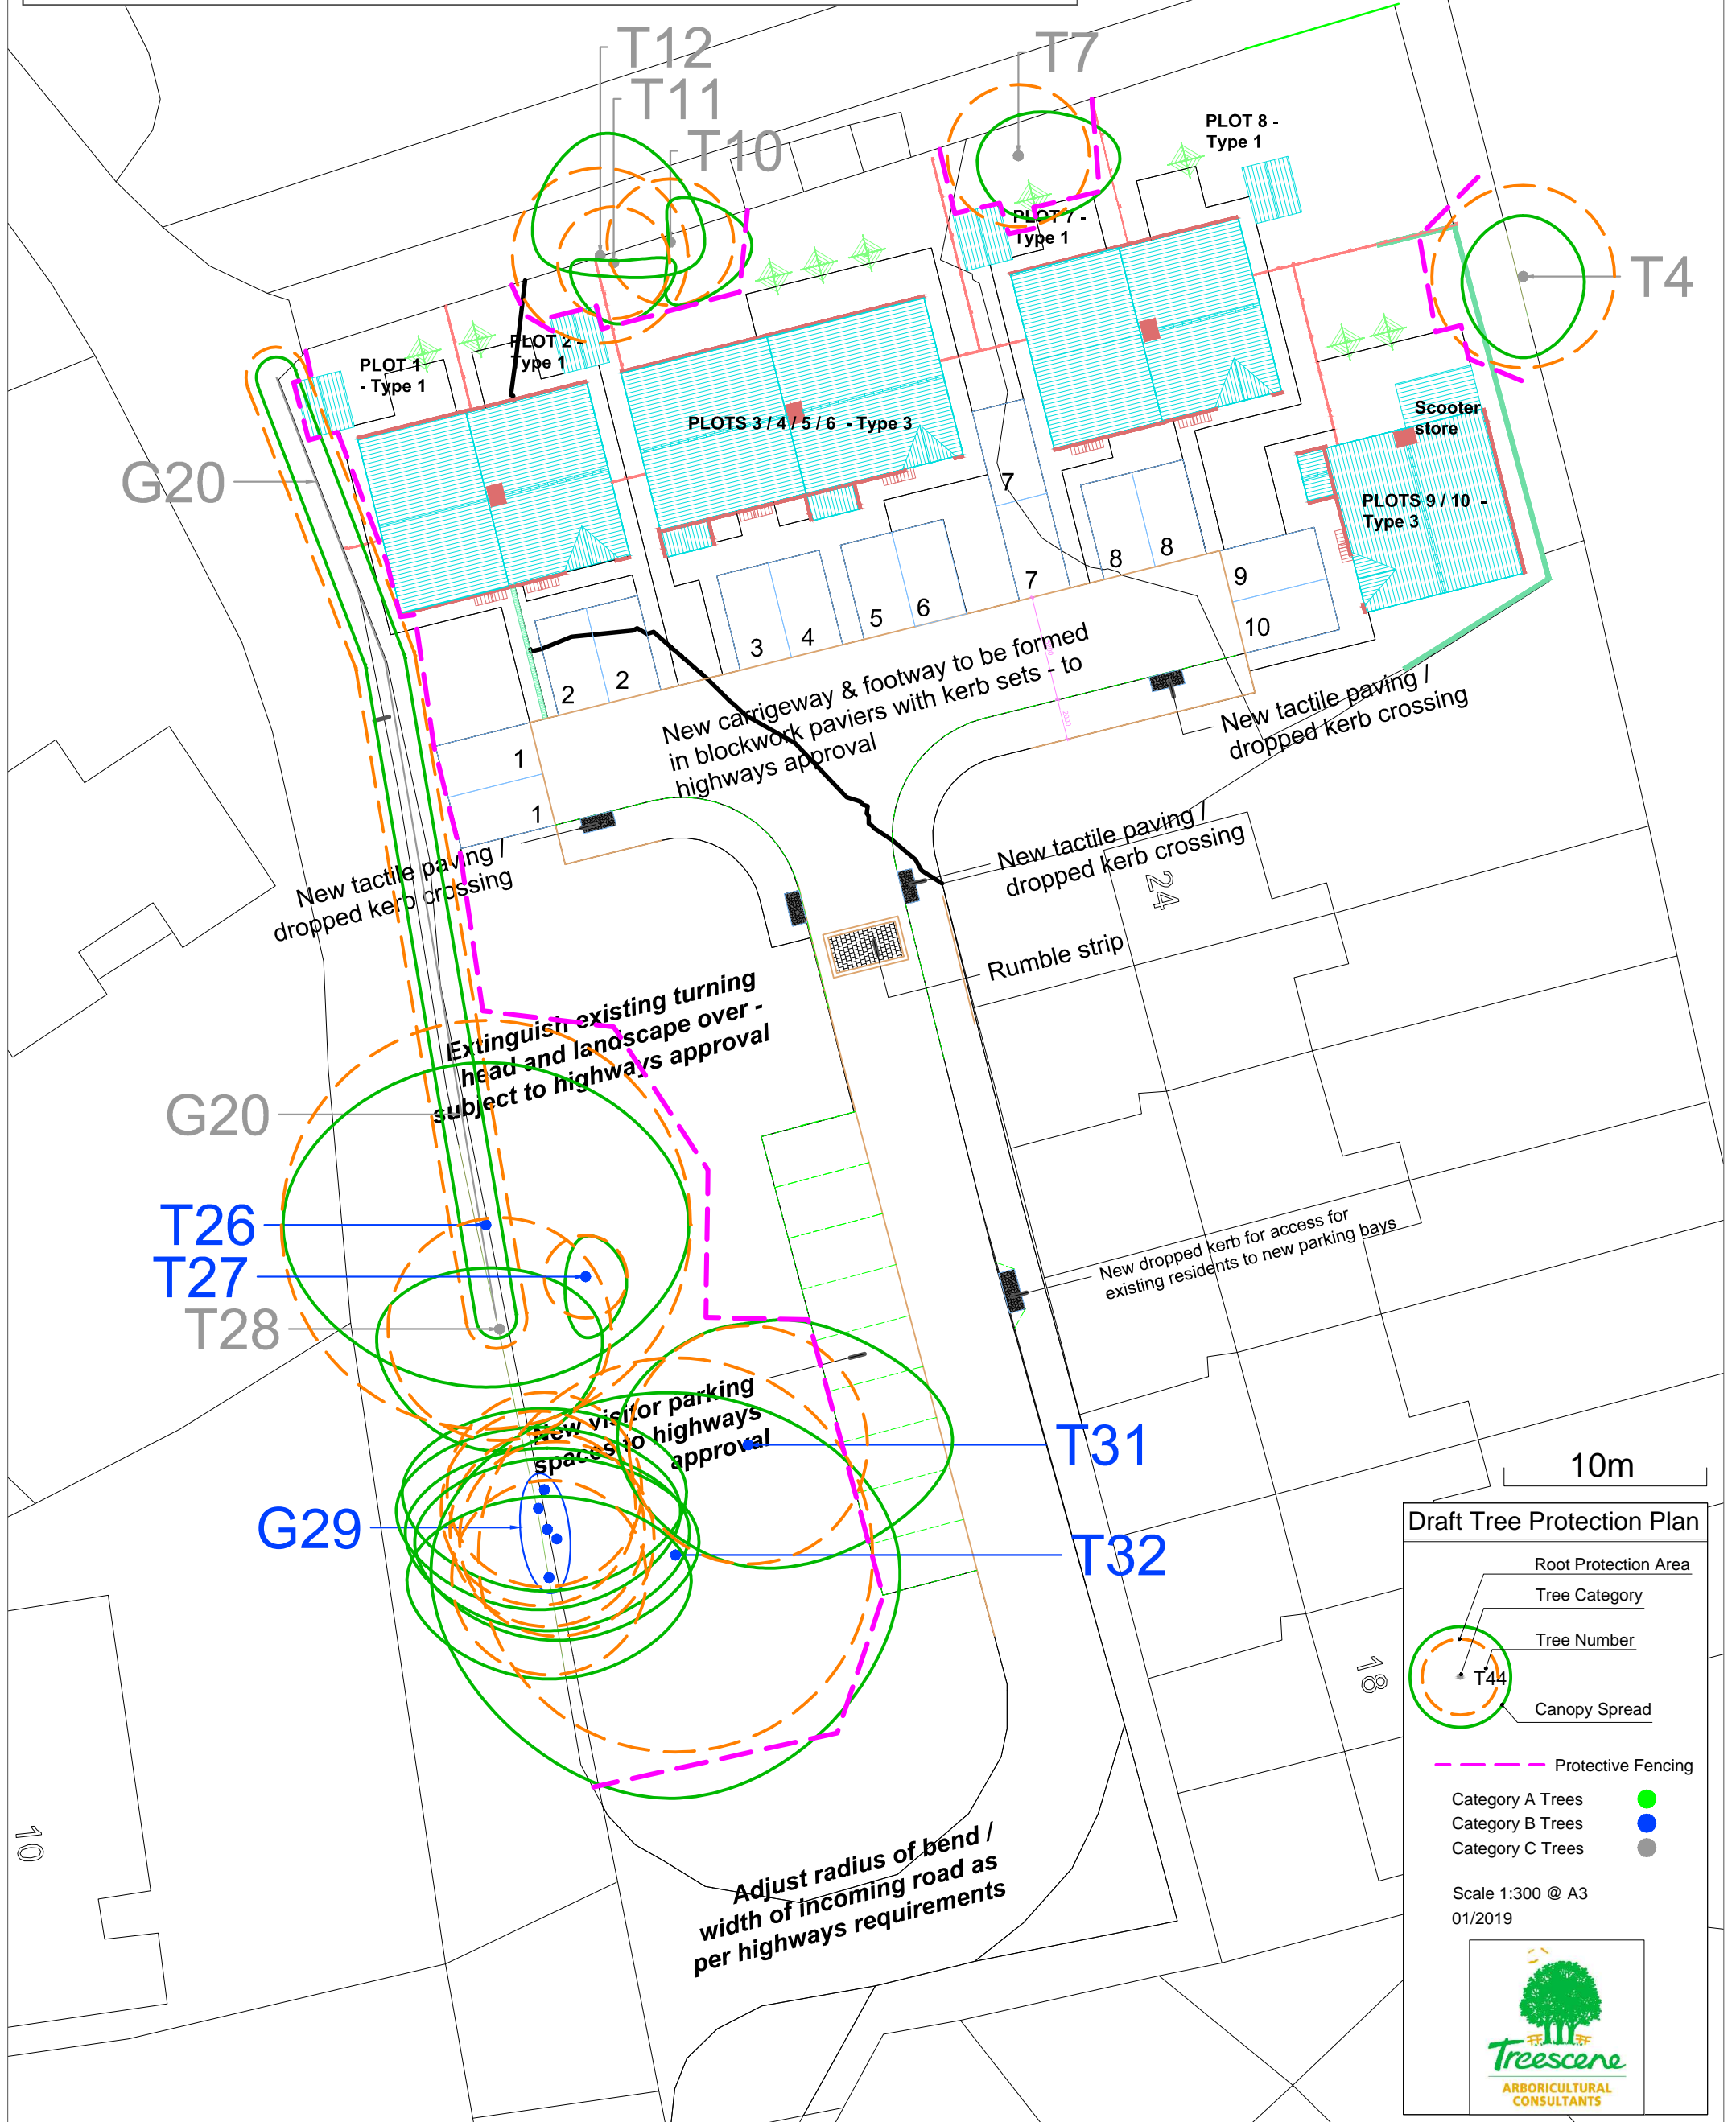 T12
T11
T10
T7
PLOT 8 -
Type 1
PLOT 7 -
Type 1
T4
PLOT 1
- Type 1
PLOT 2 -
Type 1
PLOTS 3 / 4 / 5 / 6 - Type 3
Scooter
store
PLOTS 9 / 10 -
Type 3
G20
7
8
8
7
9
10
5
6
3
4
2
2
1
1
New carrigeway & footway to be formed
in blockwork paviers with kerb sets - to
highways approval
2000
New tactile paving /
dropped kerb crossing
New tactile paving /
dropped kerb crossing
New tactile paving /
dropped kerb crossing
24
Rumble strip
Extinguish existing turning
head and landscape over -
subject to highways approval
G20
T26
T27
T28
New dropped kerb for access for
existing residents to new parking bays
New visitor parking
spaces to highways
approval
T31
G29
T32
18
10
Adjust radius of bend /
width of incoming road as
per highways requirements
10m
Draft Tree Protection Plan
Root Protection Area
Tree Category
Tree Number
T44
Canopy Spread
Protective Fencing
Category A Trees
Category B Trees
Category C Trees
Scale 1:300 @ A3
01/2019
Treescene
ARBORICULTURAL
CONSULTANTS